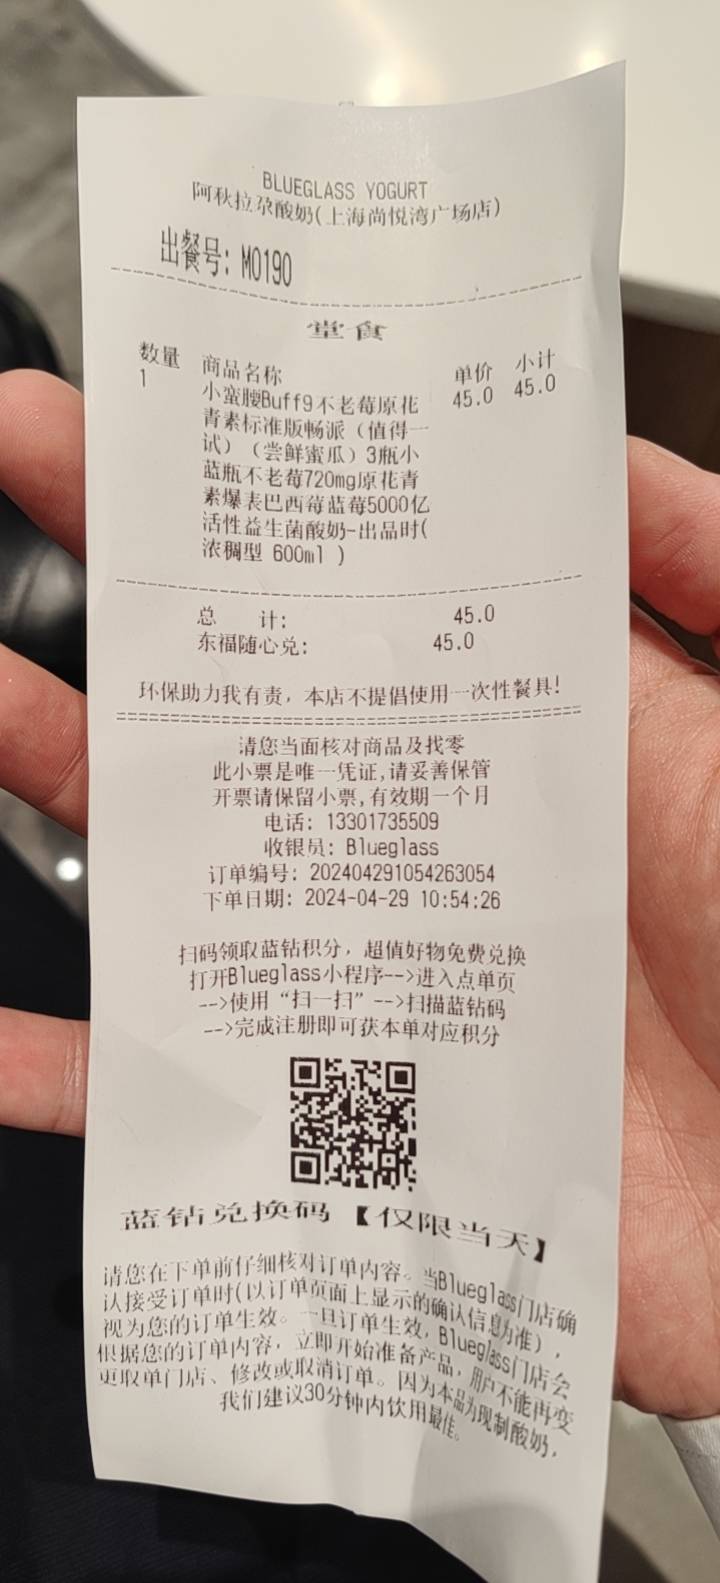 BLUEGLASS YOGURT
阿秋拉尕酸奶(上海尚悦湾广场店)
出餐号: M0190
堂食
数量 商品名称 单价 小计
1 小蛮腰Buff9不老莓原花 45.0 45.0
青素标准版畅派（值得一
试）（尝鲜蜜瓜）3瓶小
蓝瓶不老莓720mg原花青
素爆表巴西莓蓝莓5000亿
活性益生菌酸奶-出品时(
浓稠型 600ml )
总 计: 45.0
东福随心兑: 45.0
环保助力我有责，本店不提倡使用一次性餐具!
请您当面核对商品及找零
此小票是唯一凭证,请妥善保管
开票请保留小票,有效期一个月
电话: 13301735509
收银员: Blueglass
订单编号: 202404291054263054
下单日期: 2024-04-29 10:54:26
扫码领取蓝钻积分，超值好物免费兑换
打开Blueglass小程序-->进入点单页
-->使用“扫一扫”-->扫描蓝钻码
-->完成注册即可获本单对应积分
蓝钻兑换码【仅限当天】
请您在下单前仔细核对订单内容。当Blueglass门店确
认接受订单时(以订单页面上显示的确认信息为准)，
视为您的订单生效。一旦订单生效，Blueglass门店会
根据您的订单内容，立即开始准备产品，用户不能再变
更取单门店、修改或取消订单。因为本品为现制酸奶，
我们建议30分钟内饮用最佳。